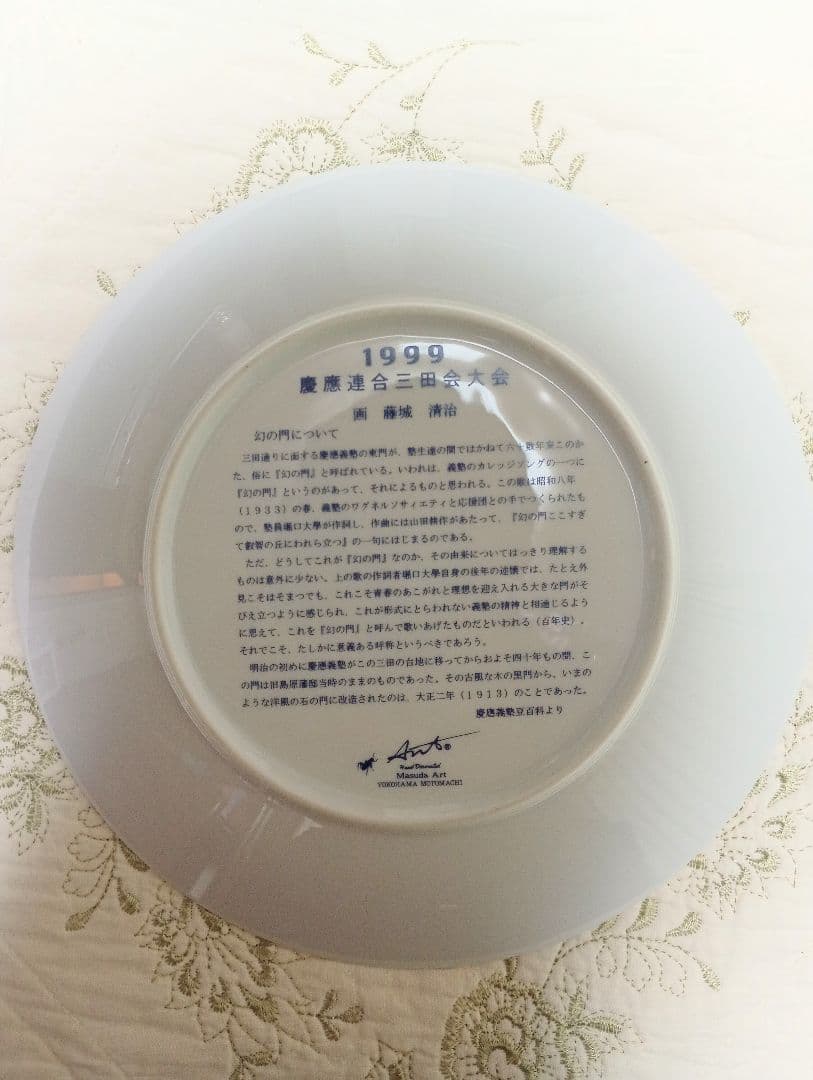 1999
慶應連合三田会大会
画 藤城 清治
幻の門について
三田通りに面する慶應義塾の東門が、塾生達の間ではかねて六十数年来このか
た、俗に『幻の門』と呼ばれている。いわれは、義塾のカレッジソングの一つに
『幻の門』というのがあって、それによるものと思われる。この歌は昭和八年
(1933)の春、義塾のワグネルソサィエティと応援団との手でつくられたも
ので、塾員堀口大學が作詞し、作曲には山田耕作があたって、『幻の門ここすぎ
て叡智の丘にわれら立つ』の一句にはじまるのである。
ただ、どうしてこれが『幻の門』なのか、その由来についてはっきり理解する
ものは意外に少ない。上の歌の作詞者堀口大學自身の後年の述懐では、たとえ外
見こそはそまつでも、これこそ青春のあこがれと理想を迎え入れる大きな門がそ
びえ立つように感じられ、これが形式にとらわれない義塾の精神と相通じるよう
に思えて、これを『幻の門』と呼んで歌いあげたものだといわれる(百年史)。
それでこそ、たしかに意義ある呼称というべきであろう。
明治の初めに慶應義塾がこの三田の台地に移ってからおよそ四十年もの間、こ
の門は旧島原藩邸当時のままのものであった。その古風な木の黒門から、いまの
ような洋風の石の門に改造されたのは、大正二年(1913)のことであった。
慶應義塾豆百科より
Ants®
Hand Decorated
Masuda Art
YOKOHAMA MOTOMACHI